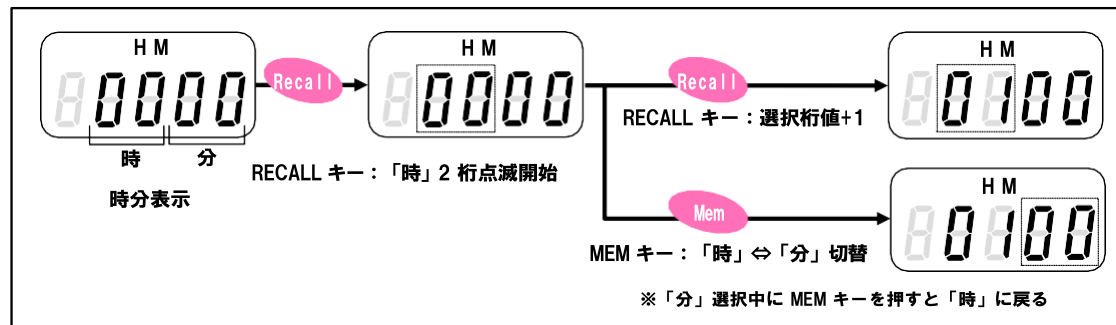 H M
0000
時
分
時分表示
Recall
H M
0000
RECALL キー：「時」2 桁点滅開始
Recall
RECALL キー：選択桁値+1
H M
0100
Mem
MEM キー：「時」⇔「分」切替
H M
0100
※「分」選択中に MEM キーを押すと「時」に戻る